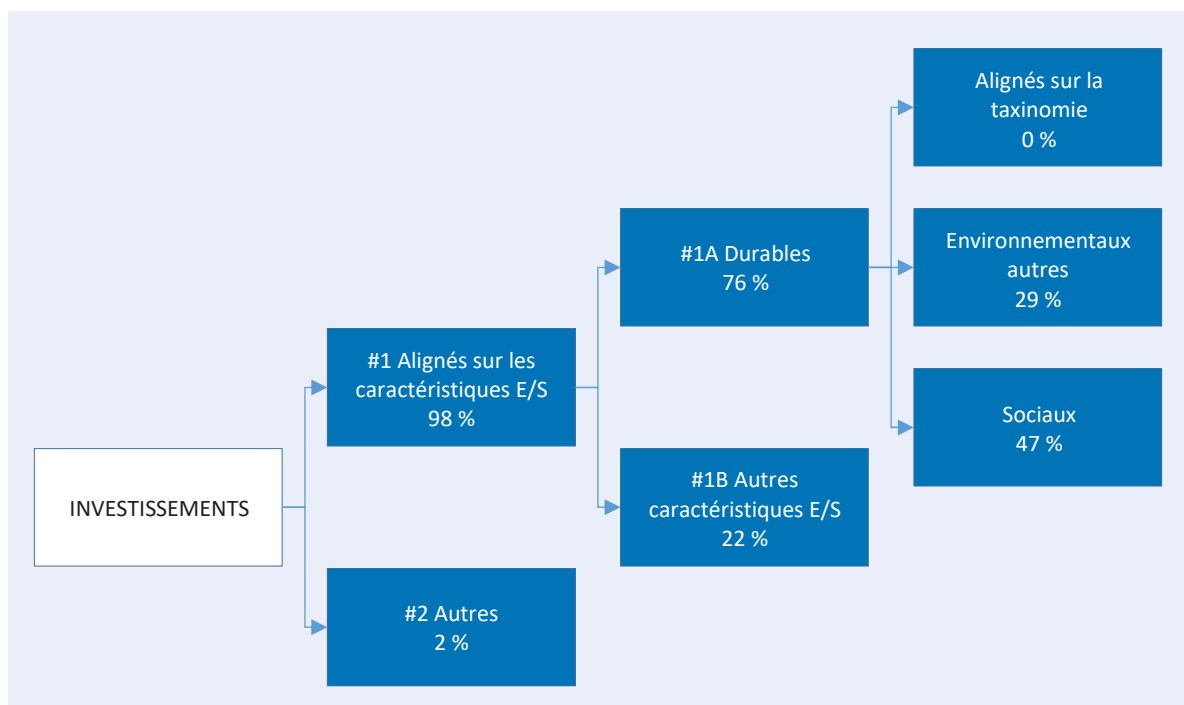 INVESTISSEMENTS
#1 Alignés sur les
caractéristiques E/S
98 %
#2 Autres
2 %
#1A Durables
76 %
#1B Autres
caractéristiques E/S
22 %
Alignés sur la
taxinomie
0 %
Environnementaux
autres
29 %
Sociaux
47 %